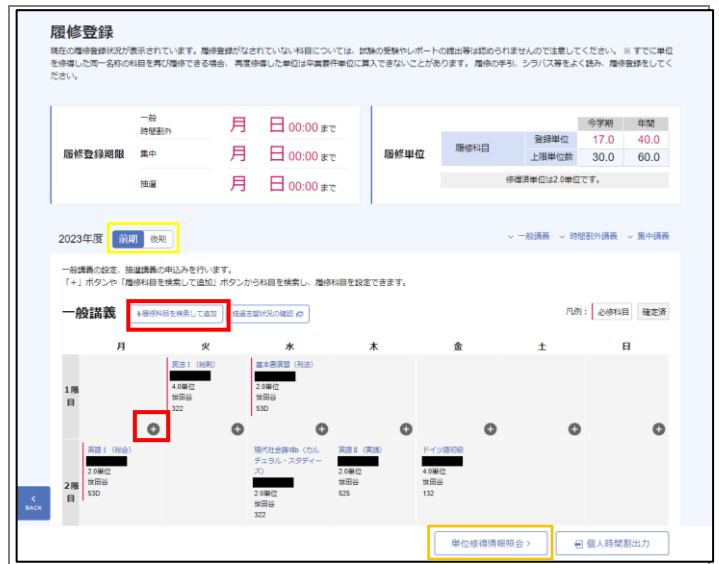 履修登録
現在の履修登録状況が表示されています。履修登録がなされていない科目については、試験の受験やレポートの提出等は認められませんので注意してください。 ※ すでに単位
を修得した同一名称の科目を再び履修できる場合、 再度修得した単位は卒業要件単位に算入できないことがあります。 履修の手引、シラバス等をよく読み、履修登録をしてく
ださい。
履修登録期限
一般
時間割外
月 日 00:00 まで
集中
月 日 00:00 まで
抽選
月 日 00:00 まで
履修単位
今学期 年間
履修科目
登録単位 17.0 40.0
上限単位数 30.0 60.0
修得済単位は2.0単位です。
2023年度 前期 後期
一般講義 時間割外講義 集中講義
一般講義の設定、抽選講義の申込みを行います。
「+」ボタンや「履修科目を検索して追加」ボタンから科目を検索し、履修科目を設定できます。
一般講義 +履修科目を検索して追加 抽選志望状況の確認
凡例： 必修科目 確定済
月 火 水 木 金 土 日
1限
目
民法Ⅰ（総則）
4.0単位
世田谷
322
基本書演習（刑法）
2.0単位
世田谷
53D
2限
目
英語Ⅰ（総合）
2.0単位
世田谷
53D
現代社会論Ⅶb（カル
チュラル・スタディー
ズ）
2.0単位
世田谷
322
英語Ⅱ（実践）
2.0単位
世田谷
525
ドイツ語初級
4.0単位
世田谷
132
BACK
単位修得情報照会 >
個人時間割出力